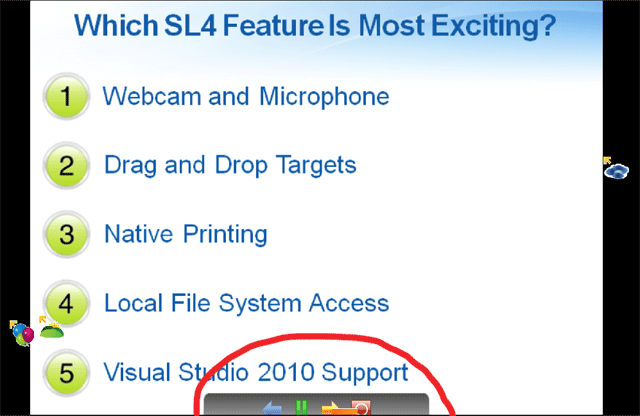 Which SL4 Feature Is Most Exciting?
1 Webcam and Microphone
2 Drag and Drop Targets
3 Native Printing
4 Local File System Access
5 Visual Studio 2010 Support